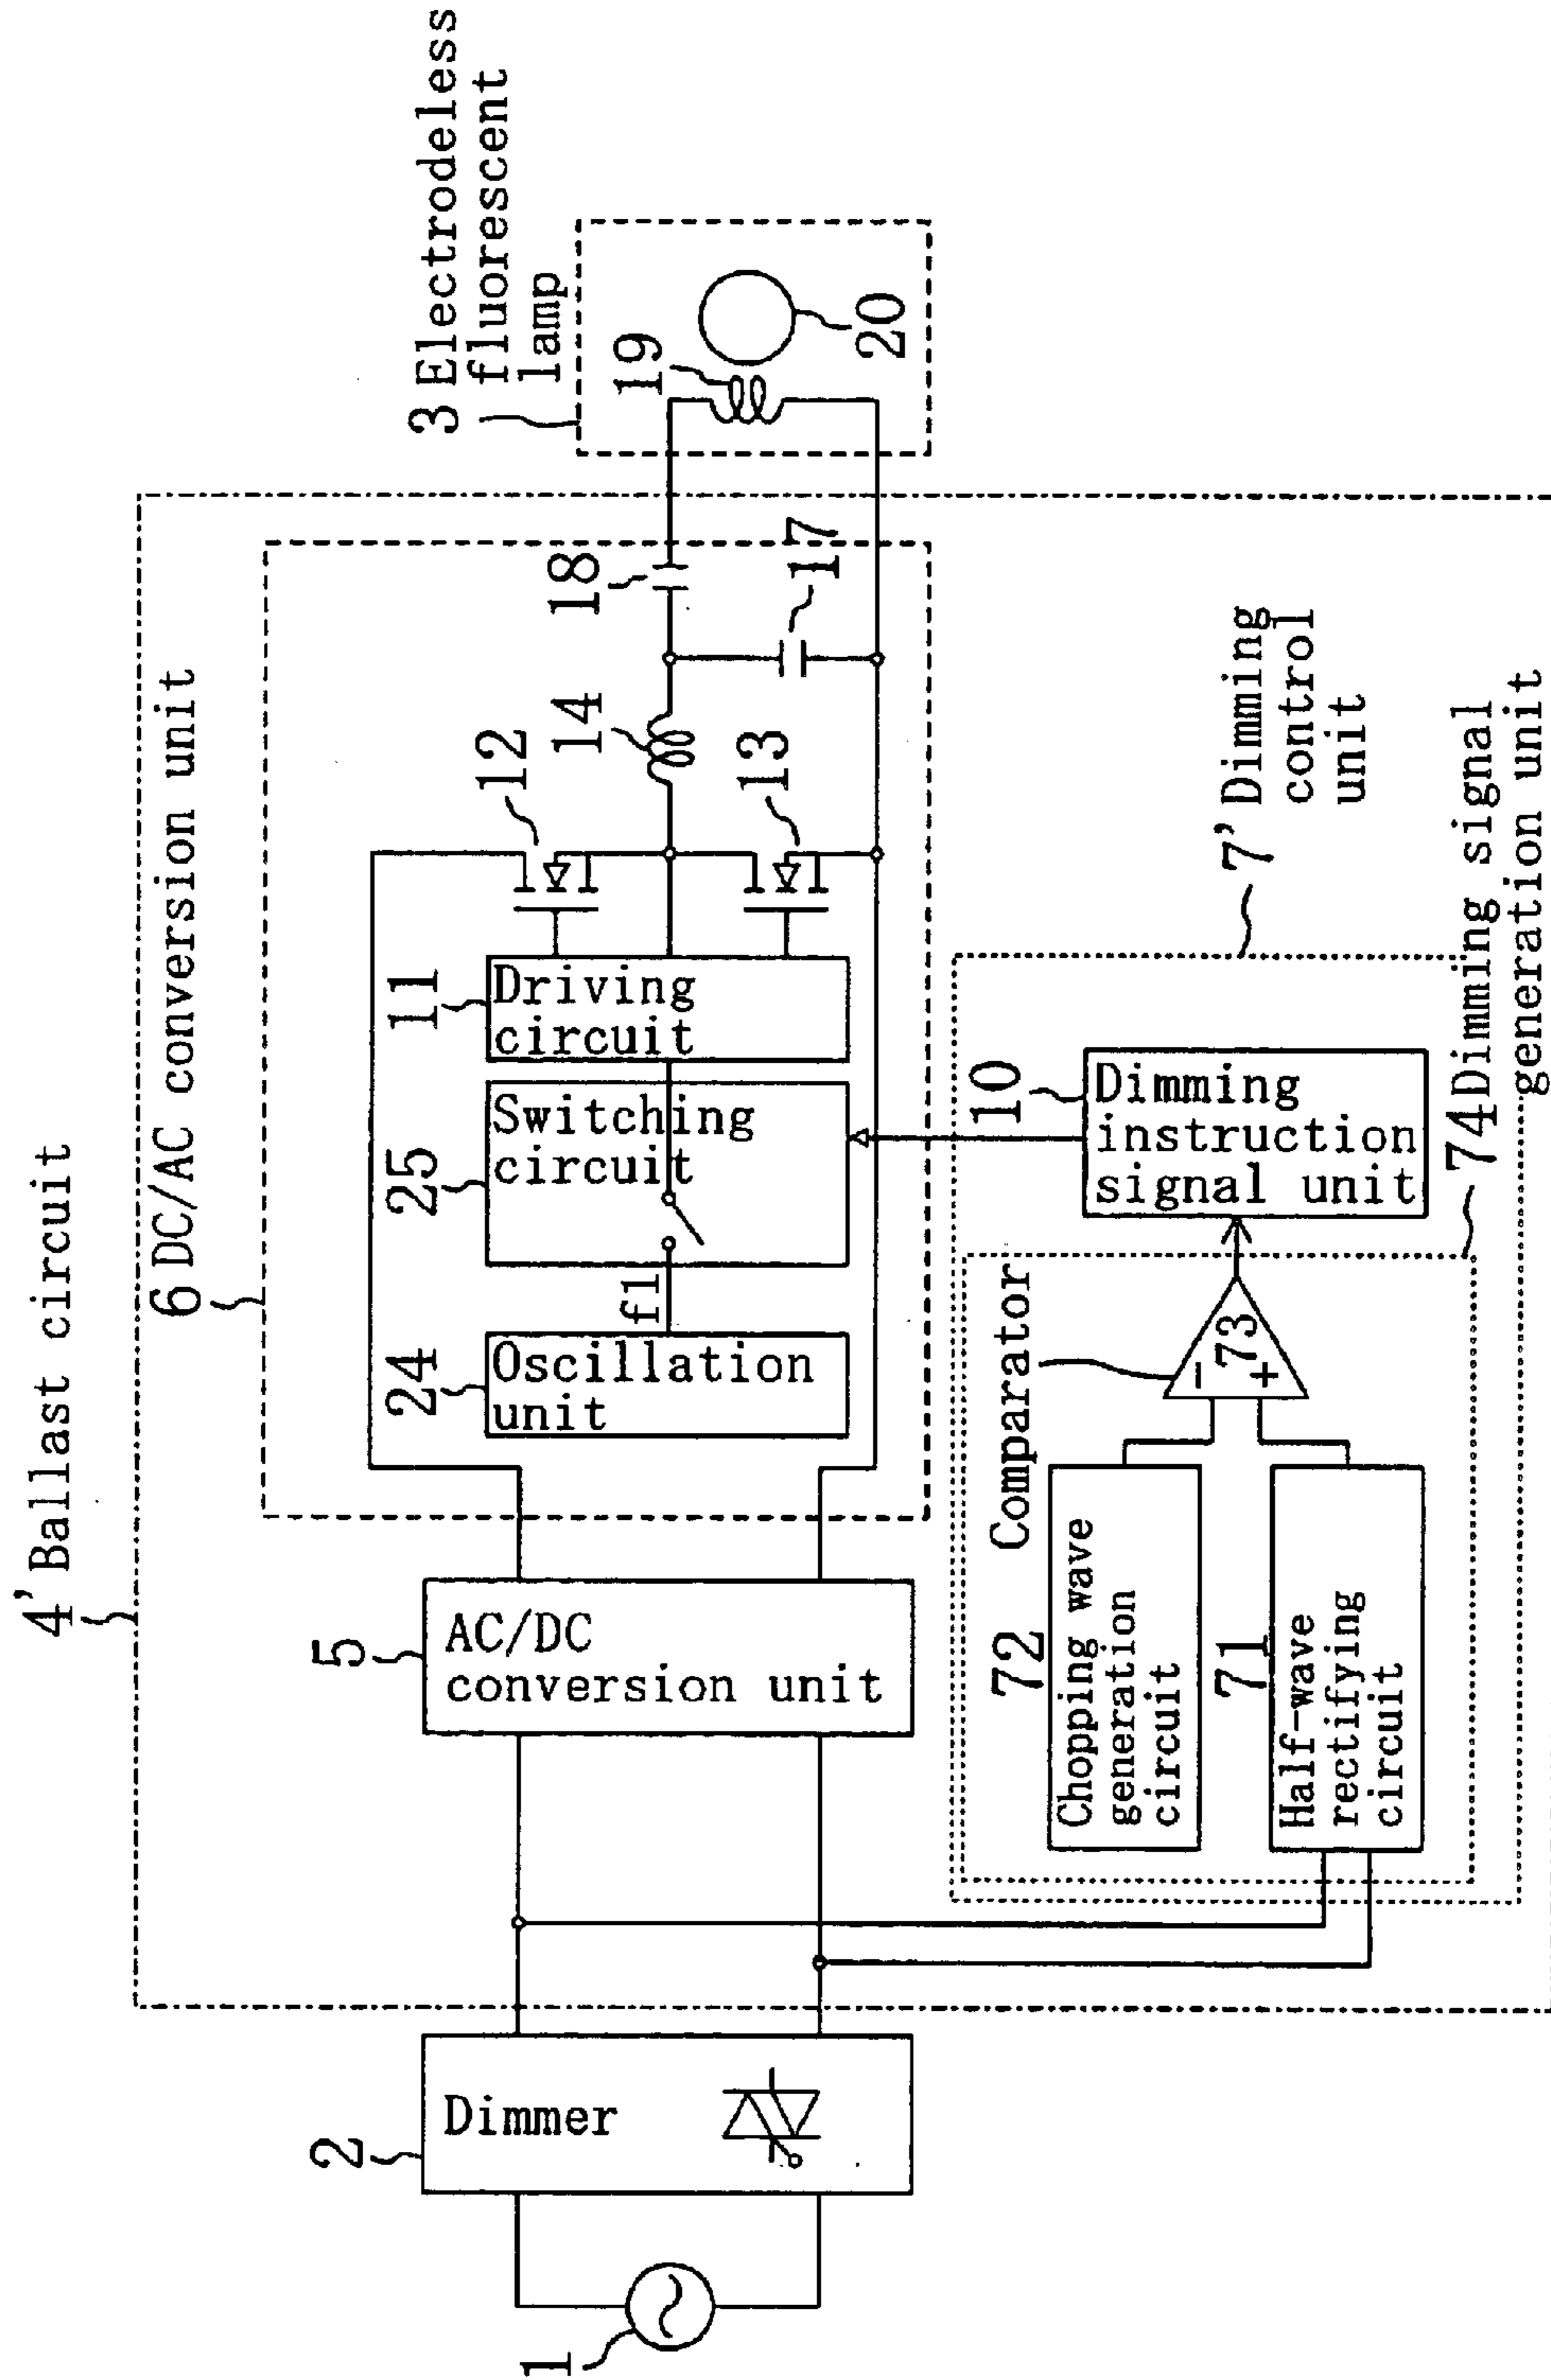 4' Ballast circuit
6 DC/AC conversion unit
3 Electrodeless
fluorescent
lamp
1
2
Dimmer
5
AC/DC
conversion unit
24
Oscillation
unit
f1
25
Switching
circuit
11
Driving
circuit
12
13
14
18
17
19
20
72
Chopping wave
generation
circuit
71
Half-wave
rectifying
circuit
Comparator
−
73
+
10
Dimming
instruction
signal unit
7' Dimming
control
unit
74 Dimming signal
generation unit